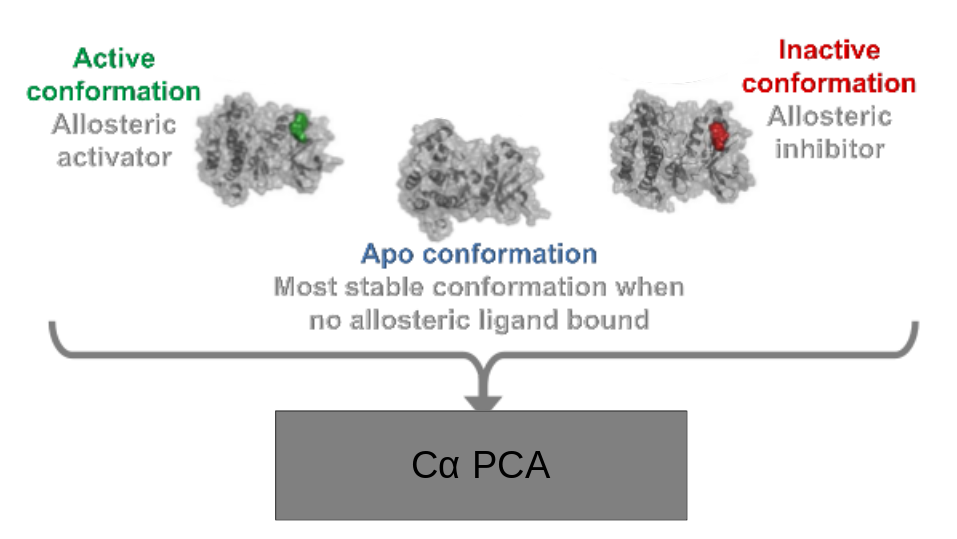 Active
conformation
Allosteric
activator
Inactive
conformation
Allosteric
inhibitor
Apo conformation
Most stable conformation when
no allosteric ligand bound
Cα PCA